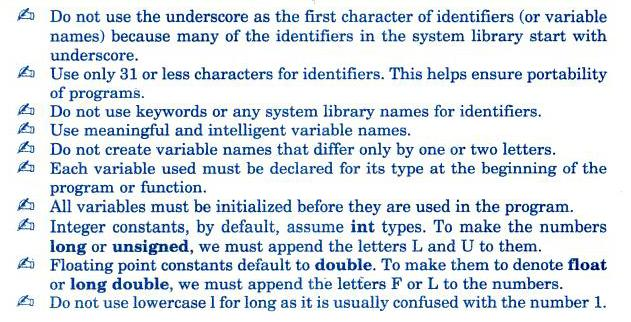 Do not use the underscore as the first character of identifiers (or variable
names) because many of the identifiers in the system library start with
underscore.
Use only 31 or less characters for identifiers. This helps ensure portability
of programs.
Do not use keywords or any system library names for identifiers.
Use meaningful and intelligent variable names.
Do not create variable names that differ only by one or two letters.
Each variable used must be declared for its type at the beginning of the
program or function.
All variables must be initialized before they are used in the program.
Integer constants, by default, assume int types. To make the numbers
long or unsigned, we must append the letters L and U to them.
Floating point constants default to double. To make them to denote float
or long double, we must append the letters F or L to the numbers.
Do not use lowercase l for long as it is usually confused with the number 1.